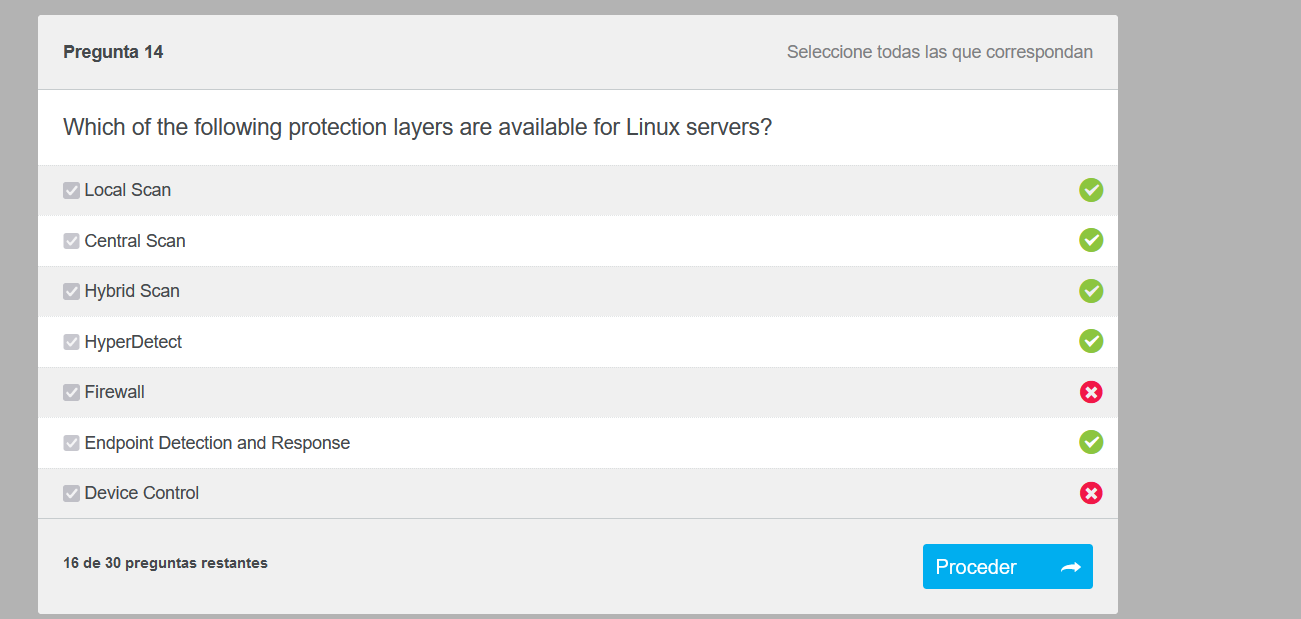 Pregunta 14
Seleccione todas las que correspondan
Which of the following protection layers are available for Linux servers?
Local Scan
Central Scan
Hybrid Scan
HyperDetect
Firewall
Endpoint Detection and Response
Device Control
16 de 30 preguntas restantes
Proceder